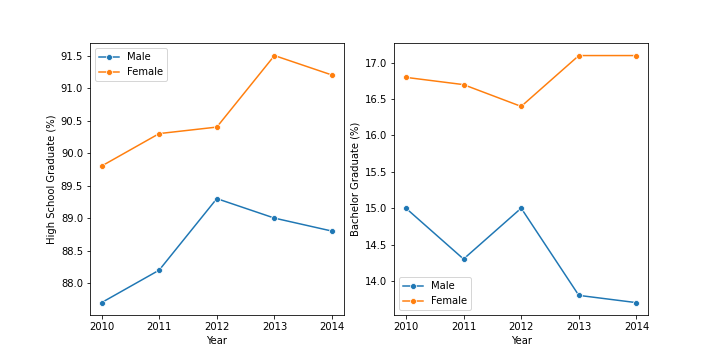 Male
Female
91.5
91.0
90.5
90.0
89.5
89.0
88.5
88.0
High School Graduate (%)
2010 2011 2012 2013 2014
Year
17.0
16.5
16.0
15.5
15.0
14.5
14.0
Bachelor Graduate (%)
Male
Female
2010 2011 2012 2013 2014
Year